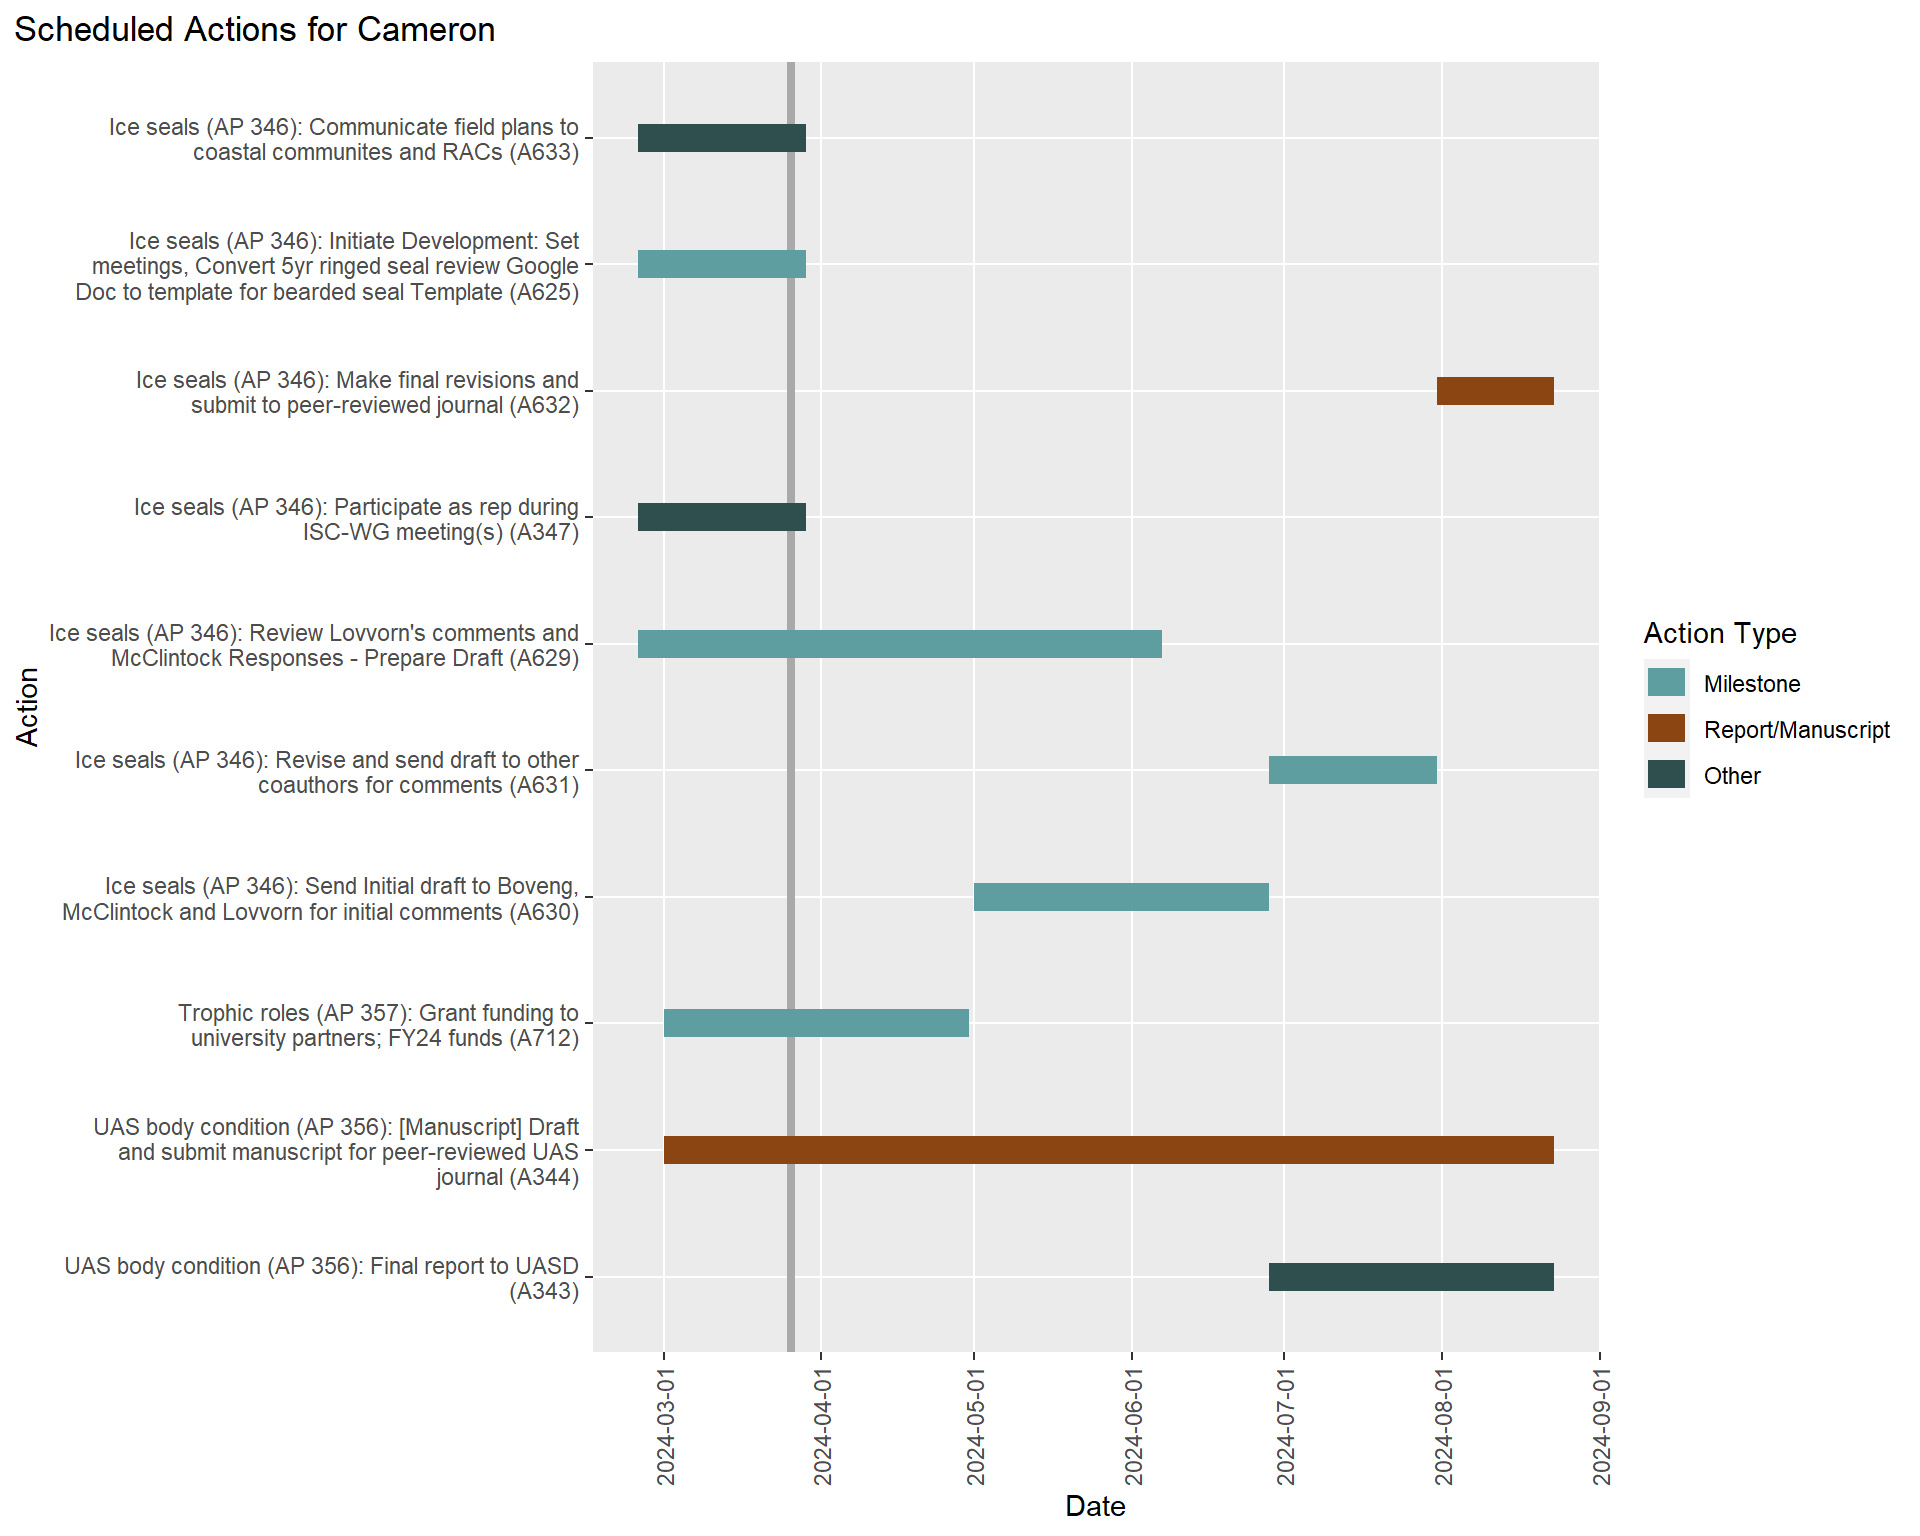 Scheduled Actions for Cameron
Ice seals (AP 346): Communicate field plans to
coastal communites and RACs (A633)
Ice seals (AP 346): Initiate Development: Set
meetings, Convert 5yr ringed seal review Google
Doc to template for bearded seal Template (A625)
Ice seals (AP 346): Make final revisions and
submit to peer-reviewed journal (A632)
Ice seals (AP 346): Participate as rep during
ISC-WG meeting(s) (A347)
Ice seals (AP 346): Review Lovvorn's comments and
McClintock Responses - Prepare Draft (A629)
Ice seals (AP 346): Revise and send draft to other
coauthors for comments (A631)
Ice seals (AP 346): Send Initial draft to Boveng,
McClintock and Lovvorn for initial comments (A630)
Trophic roles (AP 357): Grant funding to
university partners; FY24 funds (A712)
UAS body condition (AP 356): [Manuscript] Draft
and submit manuscript for peer-reviewed UAS
journal (A344)
UAS body condition (AP 356): Final report to UASD
(A343)
Action
2024-03-01
2024-04-01
2024-05-01
2024-06-01
2024-07-01
2024-08-01
2024-09-01
Date
Action Type
Milestone
Report/Manuscript
Other